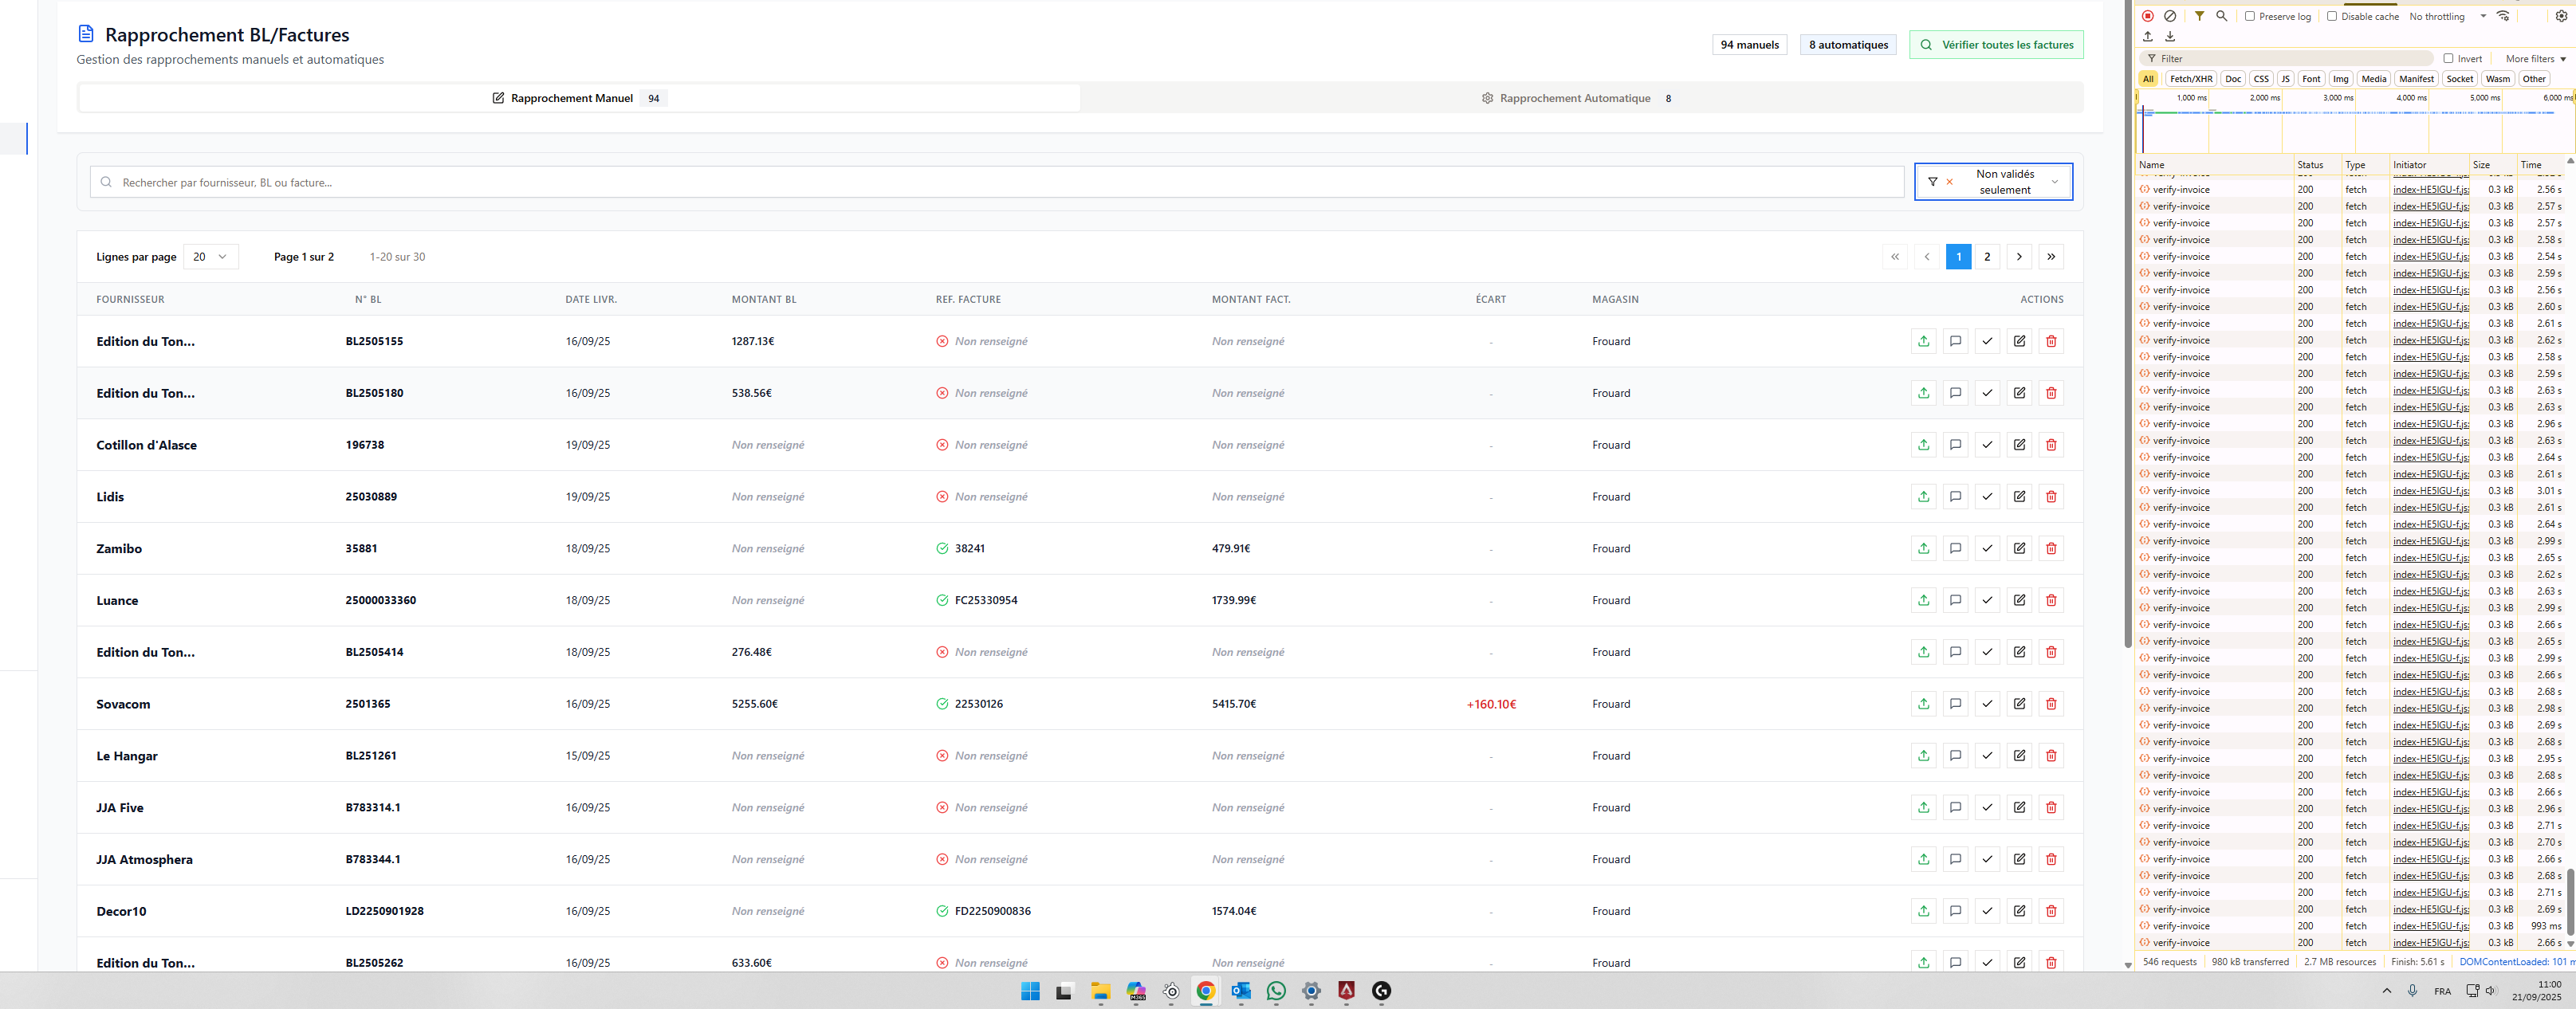 Rapprochement BL/Factures
Gestion des rapprochements manuels et automatiques
94 manuels
8 automatiques
Vérifier toutes les factures
Rapprochement Manuel 94
Rapprochement Automatique 8
Rechercher par fournisseur, BL ou facture...
Non validés
seulement
Lignes par page 20 Page 1 sur 2 1-20 sur 30
« ‹ 1 2 › »
FOURNISSEUR N° BL DATE LIVR. MONTANT BL REF. FACTURE MONTANT FACT. ÉCART MAGASIN ACTIONS
Edition du Ton... BL2505155 16/09/25 1287.13€ Non renseigné Non renseigné - Frouard
Edition du Ton... BL2505180 16/09/25 538.56€ Non renseigné Non renseigné - Frouard
Cotillon d'Alasce 196738 19/09/25 Non renseigné Non renseigné Non renseigné - Frouard
Lidis 25030889 19/09/25 Non renseigné Non renseigné Non renseigné - Frouard
Zamibo 35881 18/09/25 Non renseigné 38241 479.91€ - Frouard
Luance 25000033360 18/09/25 Non renseigné FC25330954 1739.99€ - Frouard
Edition du Ton... BL2505414 18/09/25 276.48€ Non renseigné Non renseigné - Frouard
Sovacom 2501365 16/09/25 5255.60€ 22530126 5415.70€ +160.10€ Frouard
Le Hangar BL251261 15/09/25 Non renseigné Non renseigné Non renseigné - Frouard
JJA Five B783314.1 16/09/25 Non renseigné Non renseigné Non renseigné - Frouard
JJA Atmosphera B783344.1 16/09/25 Non renseigné Non renseigné Non renseigné - Frouard
Decor10 LD2250901928 16/09/25 Non renseigné FD2250900836 1574.04€ - Frouard
Edition du Ton... BL2505262 16/09/25 633.60€ Non renseigné Non renseigné - Frouard
Preserve log Disable cache No throttling
Filter Invert More filters
All Fetch/XHR Doc CSS JS Font Img Media Manifest Socket Wasm Other
1,000 ms 2,000 ms 3,000 ms 4,000 ms 5,000 ms 6,000 ms
Name Status Type Initiator Size Time
verify-invoice 200 fetch index-HE5IGU-f.js: 0.3 kB 2.56 s
verify-invoice 200 fetch index-HE5IGU-f.js: 0.3 kB 2.57 s
verify-invoice 200 fetch index-HE5IGU-f.js: 0.3 kB 2.57 s
verify-invoice 200 fetch index-HE5IGU-f.js: 0.3 kB 2.58 s
verify-invoice 200 fetch index-HE5IGU-f.js: 0.3 kB 2.54 s
verify-invoice 200 fetch index-HE5IGU-f.js: 0.3 kB 2.59 s
verify-invoice 200 fetch index-HE5IGU-f.js: 0.3 kB 2.56 s
verify-invoice 200 fetch index-HE5IGU-f.js: 0.3 kB 2.60 s
verify-invoice 200 fetch index-HE5IGU-f.js: 0.3 kB 2.61 s
verify-invoice 200 fetch index-HE5IGU-f.js: 0.3 kB 2.62 s
verify-invoice 200 fetch index-HE5IGU-f.js: 0.3 kB 2.58 s
verify-invoice 200 fetch index-HE5IGU-f.js: 0.3 kB 2.59 s
verify-invoice 200 fetch index-HE5IGU-f.js: 0.3 kB 2.63 s
verify-invoice 200 fetch index-HE5IGU-f.js: 0.3 kB 2.63 s
verify-invoice 200 fetch index-HE5IGU-f.js: 0.3 kB 2.96 s
verify-invoice 200 fetch index-HE5IGU-f.js: 0.3 kB 2.63 s
verify-invoice 200 fetch index-HE5IGU-f.js: 0.3 kB 2.64 s
verify-invoice 200 fetch index-HE5IGU-f.js: 0.3 kB 2.61 s
verify-invoice 200 fetch index-HE5IGU-f.js: 0.3 kB 3.01 s
verify-invoice 200 fetch index-HE5IGU-f.js: 0.3 kB 2.61 s
verify-invoice 200 fetch index-HE5IGU-f.js: 0.3 kB 2.64 s
verify-invoice 200 fetch index-HE5IGU-f.js: 0.3 kB 2.99 s
verify-invoice 200 fetch index-HE5IGU-f.js: 0.3 kB 2.65 s
verify-invoice 200 fetch index-HE5IGU-f.js: 0.3 kB 2.62 s
verify-invoice 200 fetch index-HE5IGU-f.js: 0.3 kB 2.63 s
verify-invoice 200 fetch index-HE5IGU-f.js: 0.3 kB 2.99 s
verify-invoice 200 fetch index-HE5IGU-f.js: 0.3 kB 2.66 s
verify-invoice 200 fetch index-HE5IGU-f.js: 0.3 kB 2.65 s
verify-invoice 200 fetch index-HE5IGU-f.js: 0.3 kB 2.99 s
verify-invoice 200 fetch index-HE5IGU-f.js: 0.3 kB 2.66 s
verify-invoice 200 fetch index-HE5IGU-f.js: 0.3 kB 2.68 s
verify-invoice 200 fetch index-HE5IGU-f.js: 0.3 kB 2.98 s
verify-invoice 200 fetch index-HE5IGU-f.js: 0.3 kB 2.69 s
verify-invoice 200 fetch index-HE5IGU-f.js: 0.3 kB 2.68 s
verify-invoice 200 fetch index-HE5IGU-f.js: 0.3 kB 2.95 s
verify-invoice 200 fetch index-HE5IGU-f.js: 0.3 kB 2.68 s
verify-invoice 200 fetch index-HE5IGU-f.js: 0.3 kB 2.66 s
verify-invoice 200 fetch index-HE5IGU-f.js: 0.3 kB 2.96 s
verify-invoice 200 fetch index-HE5IGU-f.js: 0.3 kB 2.71 s
verify-invoice 200 fetch index-HE5IGU-f.js: 0.3 kB 2.70 s
verify-invoice 200 fetch index-HE5IGU-f.js: 0.3 kB 2.66 s
verify-invoice 200 fetch index-HE5IGU-f.js: 0.3 kB 2.68 s
verify-invoice 200 fetch index-HE5IGU-f.js: 0.3 kB 2.71 s
verify-invoice 200 fetch index-HE5IGU-f.js: 0.3 kB 2.69 s
verify-invoice 200 fetch index-HE5IGU-f.js: 0.3 kB 993 ms
verify-invoice 200 fetch index-HE5IGU-f.js: 0.3 kB 2.66 s
546 requests 980 kB transferred 2.7 MB resources Finish: 5.61 s DOMContentLoaded: 101 m
M365
FRA
11:00
21/09/2025